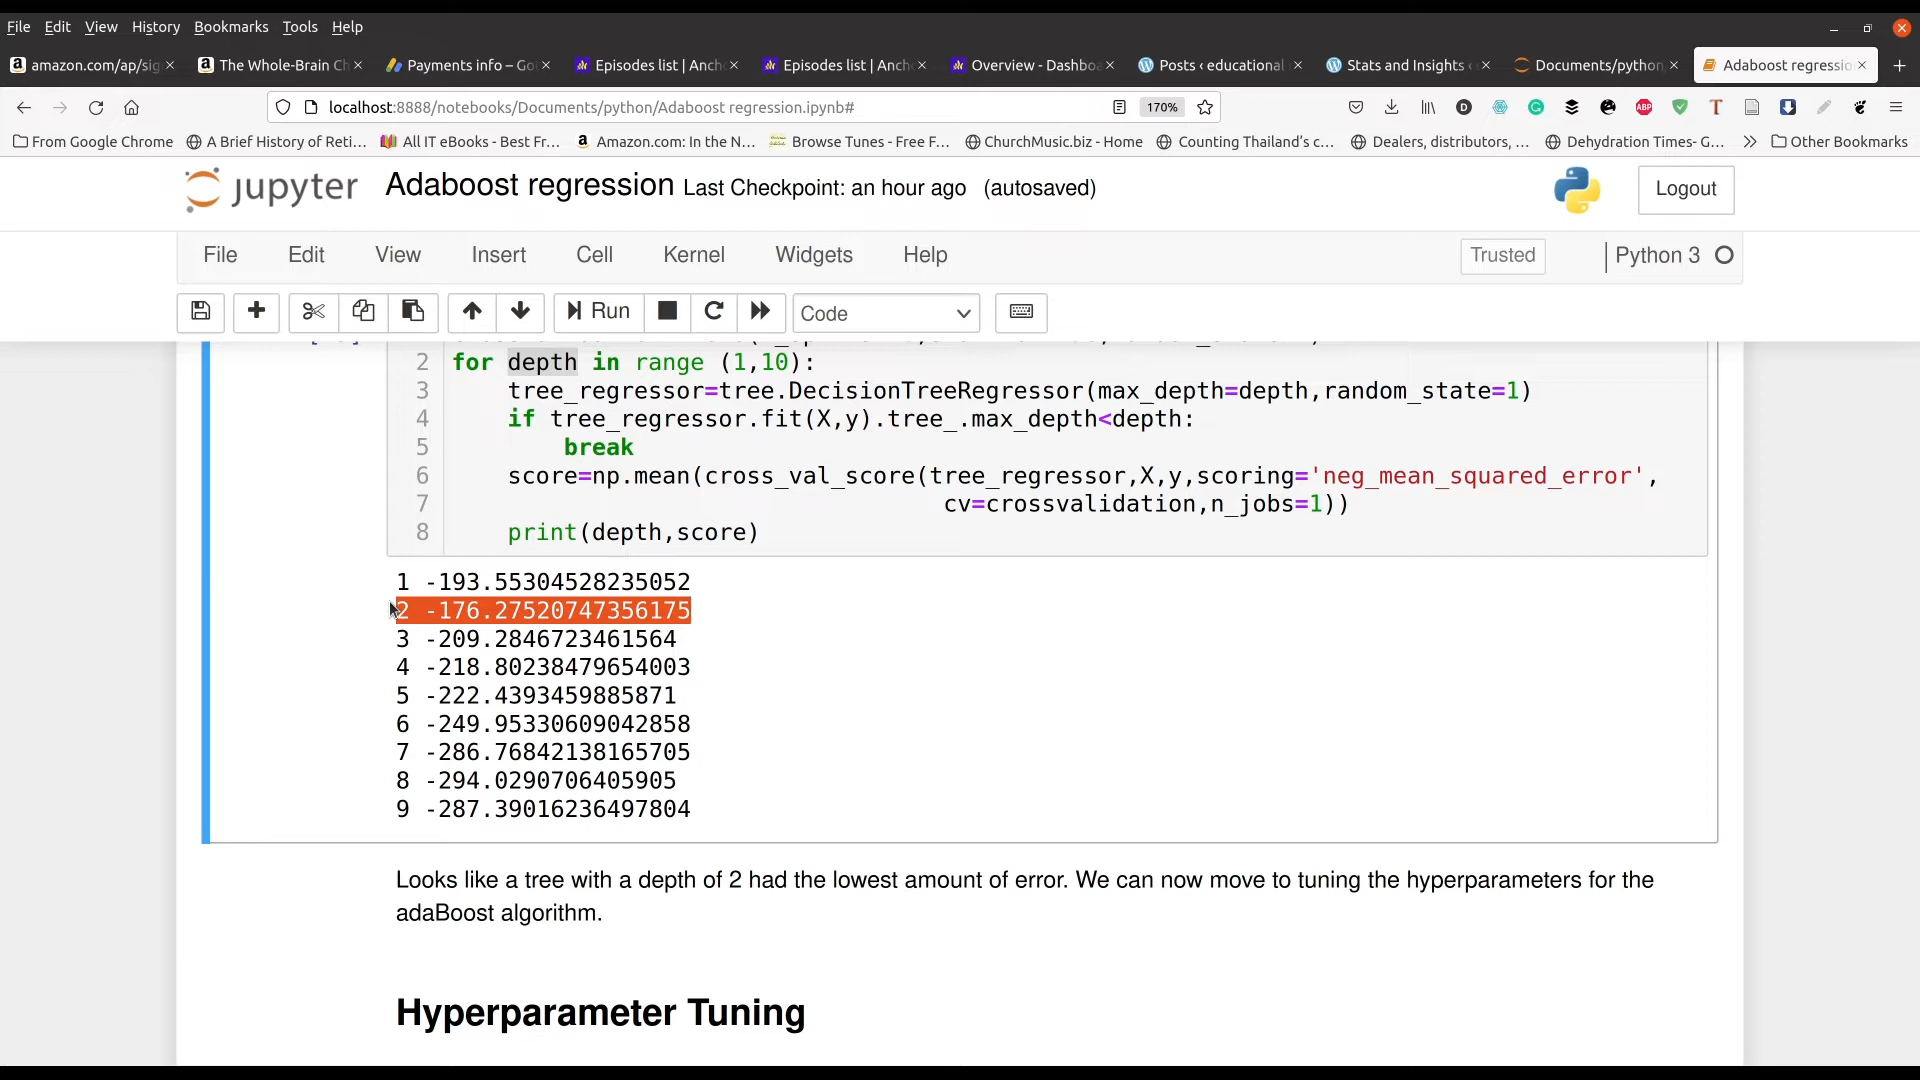 File Edit View History Bookmarks Tools Help
amazon.com/ap/sig The Whole-Brain Ch Payments info – Go Episodes list | Anch Episodes list | Anch Overview - Dashbo Posts ‹ educational Stats and Insights ‹ Documents/python Adaboost regressio
localhost:8888/notebooks/Documents/python/Adaboost regression.ipynb# 170%
From Google Chrome A Brief History of Reti... All IT eBooks - Best Fr... Amazon.com: In the N... Browse Tunes - Free F... ChurchMusic.biz - Home Counting Thailand's c... Dealers, distributors, ... Dehydration Times- G... Other Bookmarks
jupyter Adaboost regression Last Checkpoint: an hour ago (autosaved) Logout
File Edit View Insert Cell Kernel Widgets Help Trusted Python 3
Run Code
2 for depth in range (1,10):
3 tree_regressor=tree.DecisionTreeRegressor(max_depth=depth,random_state=1)
4 if tree_regressor.fit(X,y).tree_.max_depth<depth:
5 break
6 score=np.mean(cross_val_score(tree_regressor,X,y,scoring='neg_mean_squared_error',
7 cv=crossvalidation,n_jobs=1))
8 print(depth,score)
1 -193.55304528235052
2 -176.27520747356175
3 -209.2846723461564
4 -218.80238479654003
5 -222.4393459885871
6 -249.95330609042858
7 -286.76842138165705
8 -294.0290706405905
9 -287.39016236497804
Looks like a tree with a depth of 2 had the lowest amount of error. We can now move to tuning the hyperparameters for the
adaBoost algorithm.
Hyperparameter Tuning